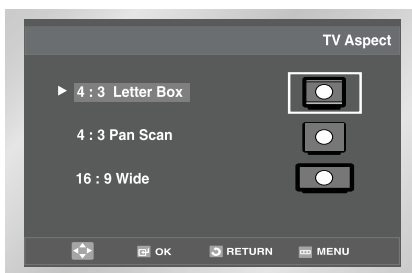 TV Aspect
4 : 3 Letter Box
4 : 3 Pan Scan
16 : 9 Wide
OK RETURN MENU